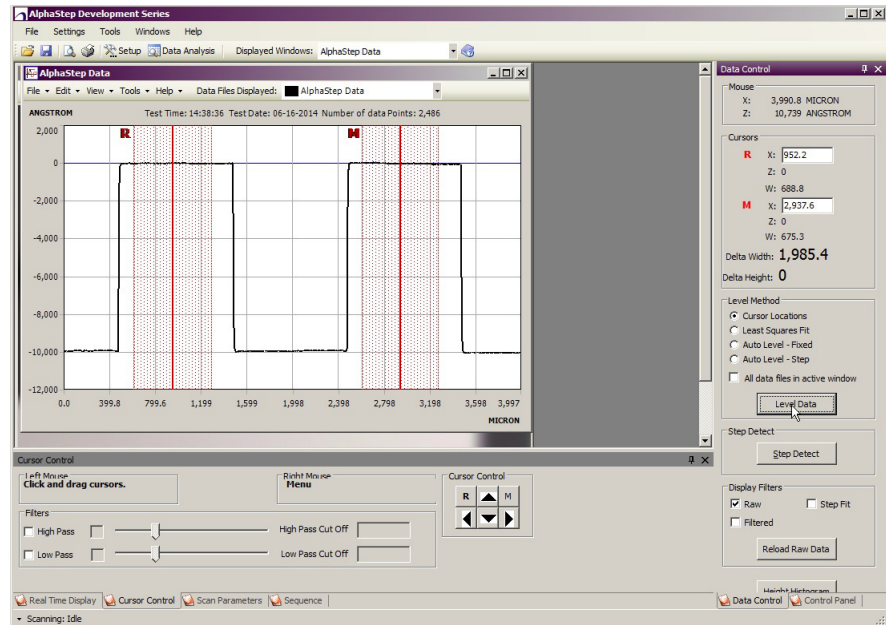 AlphaStep Development Series
File Settings Tools Windows Help
Setup Data Analysis Displayed Windows: AlphaStep Data
AlphaStep Data
File Edit View Tools Help Data Files Displayed: AlphaStep Data
ANGSTROM Test Time: 14:38:36 Test Date: 06-16-2014 Number of data Points: 2,486
R M
2,000
0
-2,000
-4,000
-6,000
-8,000
-10,000
-12,000
0.0 399.8 799.6 1,199 1,599 1,998 2,398 2,798 3,198 3,598 3,997
MICRON
Data Control
Mouse
X: 3,990.8 MICRON
Z: 10,739 ANGSTROM
Cursors
R X: 952.2
Z: 0
W: 688.8
M X: 2,937.6
Z: 0
W: 675.3
Delta Width: 1,985.4
Delta Height: 0
Level Method
Cursor Locations
Least Squares Fit
Auto Level - Fixed
Auto Level - Step
All data files in active window
Level Data
Step Detect
Step Detect
Display Filters
Raw Step Fit
Filtered
Reload Raw Data
Height Histogram
Data Control Control Panel
Cursor Control
Left Mouse
Click and drag cursors.
Right Mouse
Menu
Cursor Control
R M
Filters
High Pass High Pass Cut Off
Low Pass Low Pass Cut Off
Real Time Display Cursor Control Scan Parameters Sequence
Scanning: Idle